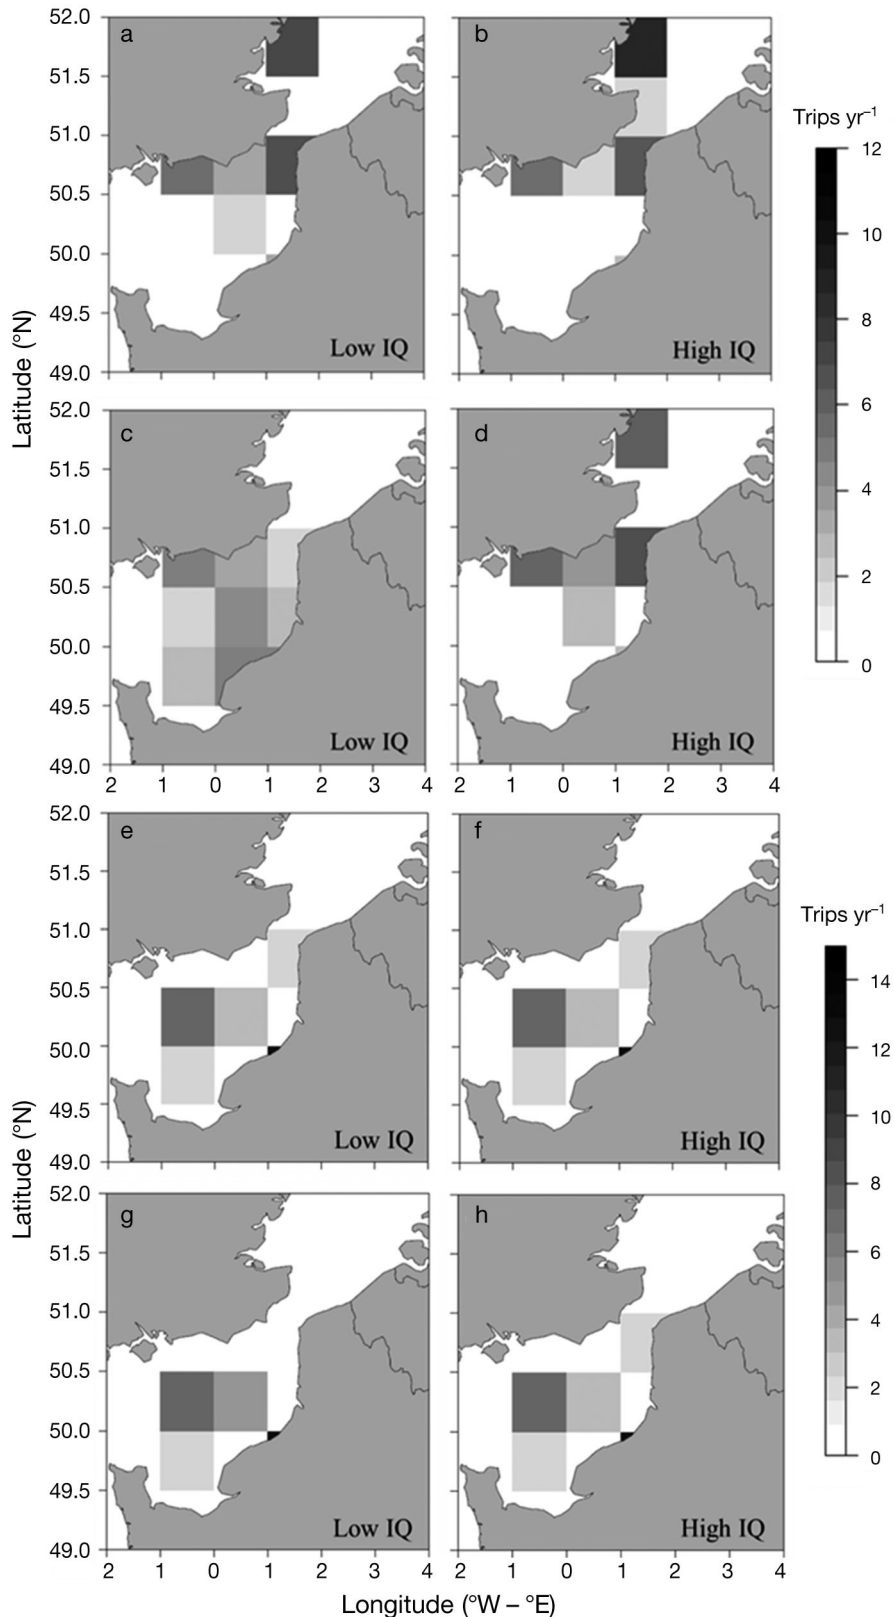 52.0
51.5
51.0
50.5
50.0
49.5
49.0
a
Low IQ
b
High IQ
Trips yr⁻¹
12
10
8
6
4
2
0
Latitude (°N)
52.0
51.5
51.0
50.5
50.0
49.5
49.0
c
Low IQ
d
High IQ
2 1 0 1 2 3 4
2 1 0 1 2 3 4
52.0
51.5
51.0
50.5
50.0
49.5
49.0
e
Low IQ
f
High IQ
Trips yr⁻¹
14
12
10
8
6
4
2
0
Latitude (°N)
52.0
51.5
51.0
50.5
50.0
49.5
49.0
g
Low IQ
h
High IQ
2 1 0 1 2 3 4
2 1 0 1 2 3 4
Longitude (°W – °E)